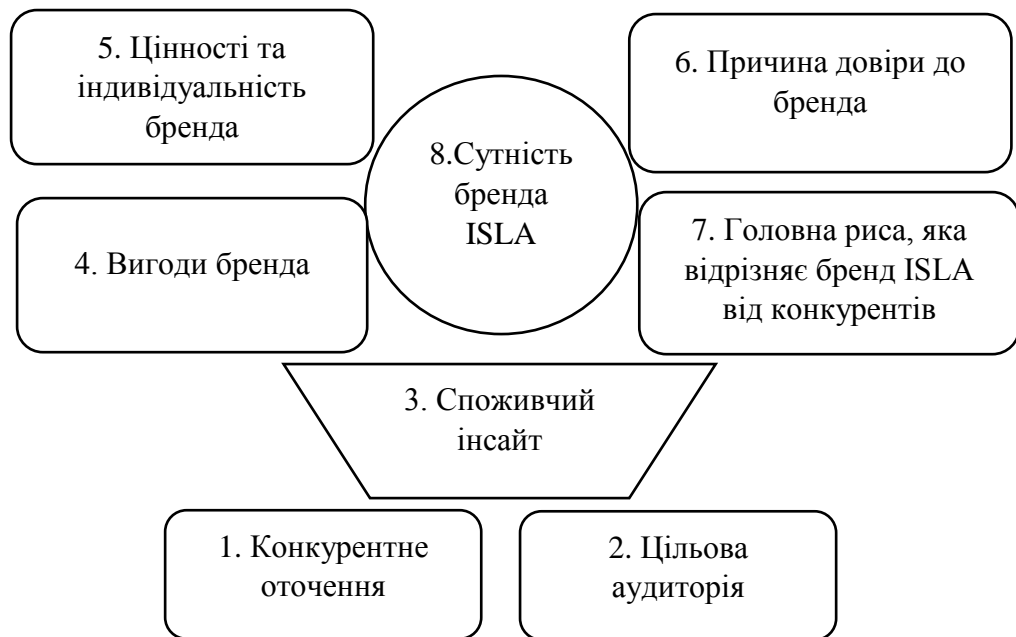 5. Цінності та
індивідуальність
бренда
6. Причина довіри до
бренда
8.Сутність
бренда
ISLA
4. Вигоди бренда
7. Головна риса, яка
відрізняє бренд ISLA
від конкурентів
3. Споживчий
інсайт
1. Конкурентне
оточення
2. Цільова
аудиторія